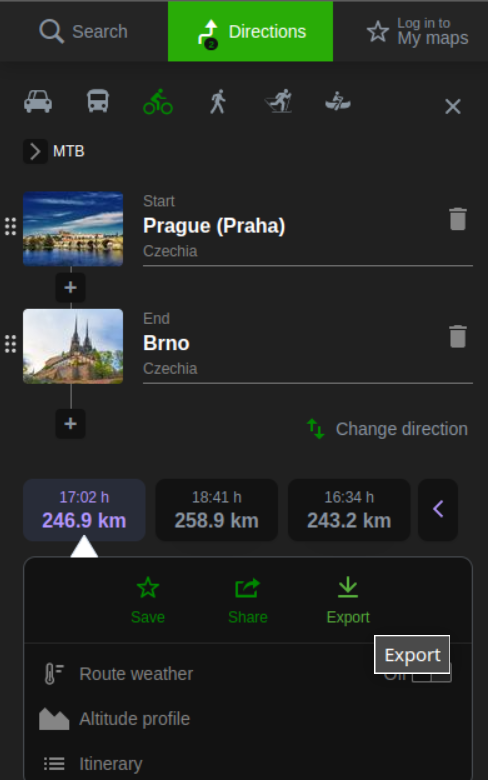 Search
Directions
2
Log in to
My maps
MTB
Start
Prague (Praha)
Czechia
End
Brno
Czechia
Change direction
17:02 h
246.9 km
18:41 h
258.9 km
16:34 h
243.2 km
Save
Share
Export
Export
Route weather
Altitude profile
Itinerary